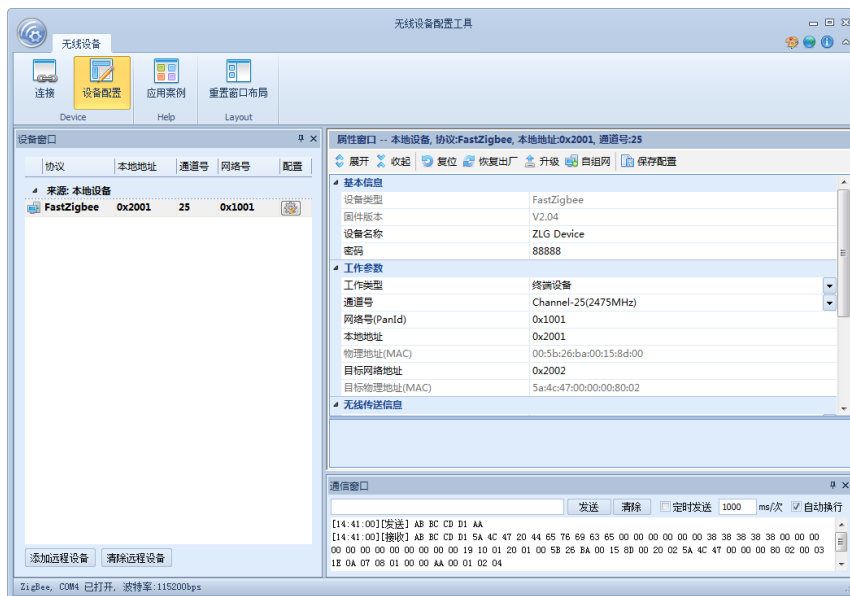 无线设备配置工具
无线设备
连接 设备配置 应用案例 重置窗口布局
Device Help Layout
设备窗口
协议 本地地址 通道号 网络号 配置
来源: 本地设备
FastZigbee 0x2001 25 0x1001
添加远程设备 清除远程设备
属性窗口 -- 本地设备, 协议:FastZigbee, 本地地址:0x2001, 通道号:25
展开 收起 复位 恢复出厂 升级 自组网 保存配置
基本信息
设备类型 FastZigbee
固件版本 V2.04
设备名称 ZLG Device
密码 88888
工作参数
工作类型 终端设备
通道号 Channel-25(2475MHz)
网络号(PanId) 0x1001
本地地址 0x2001
物理地址(MAC) 00:5b:26:ba:00:15:8d:00
目标网络地址 0x2002
目标物理地址(MAC) 5a:4c:47:00:00:00:80:02
无线传送信息
通信窗口
发送 清除 定时发送 1000 ms/次 自动换行
[14:41:00][发送] AB BC CD D1 AA
[14:41:00][接收] AB BC CD D1 5A 4C 47 20 44 65 76 69 63 65 00 00 00 00 00 00 38 38 38 38 38 00 00 00
00 00 00 00 00 00 00 00 19 10 01 20 01 00 5B 26 BA 00 15 8D 00 20 02 5A 4C 47 00 00 00 80 02 00 03
1E 0A 07 08 01 00 00 AA 00 01 02 04
ZigBee, COM4 已打开, 波特率:115200bps